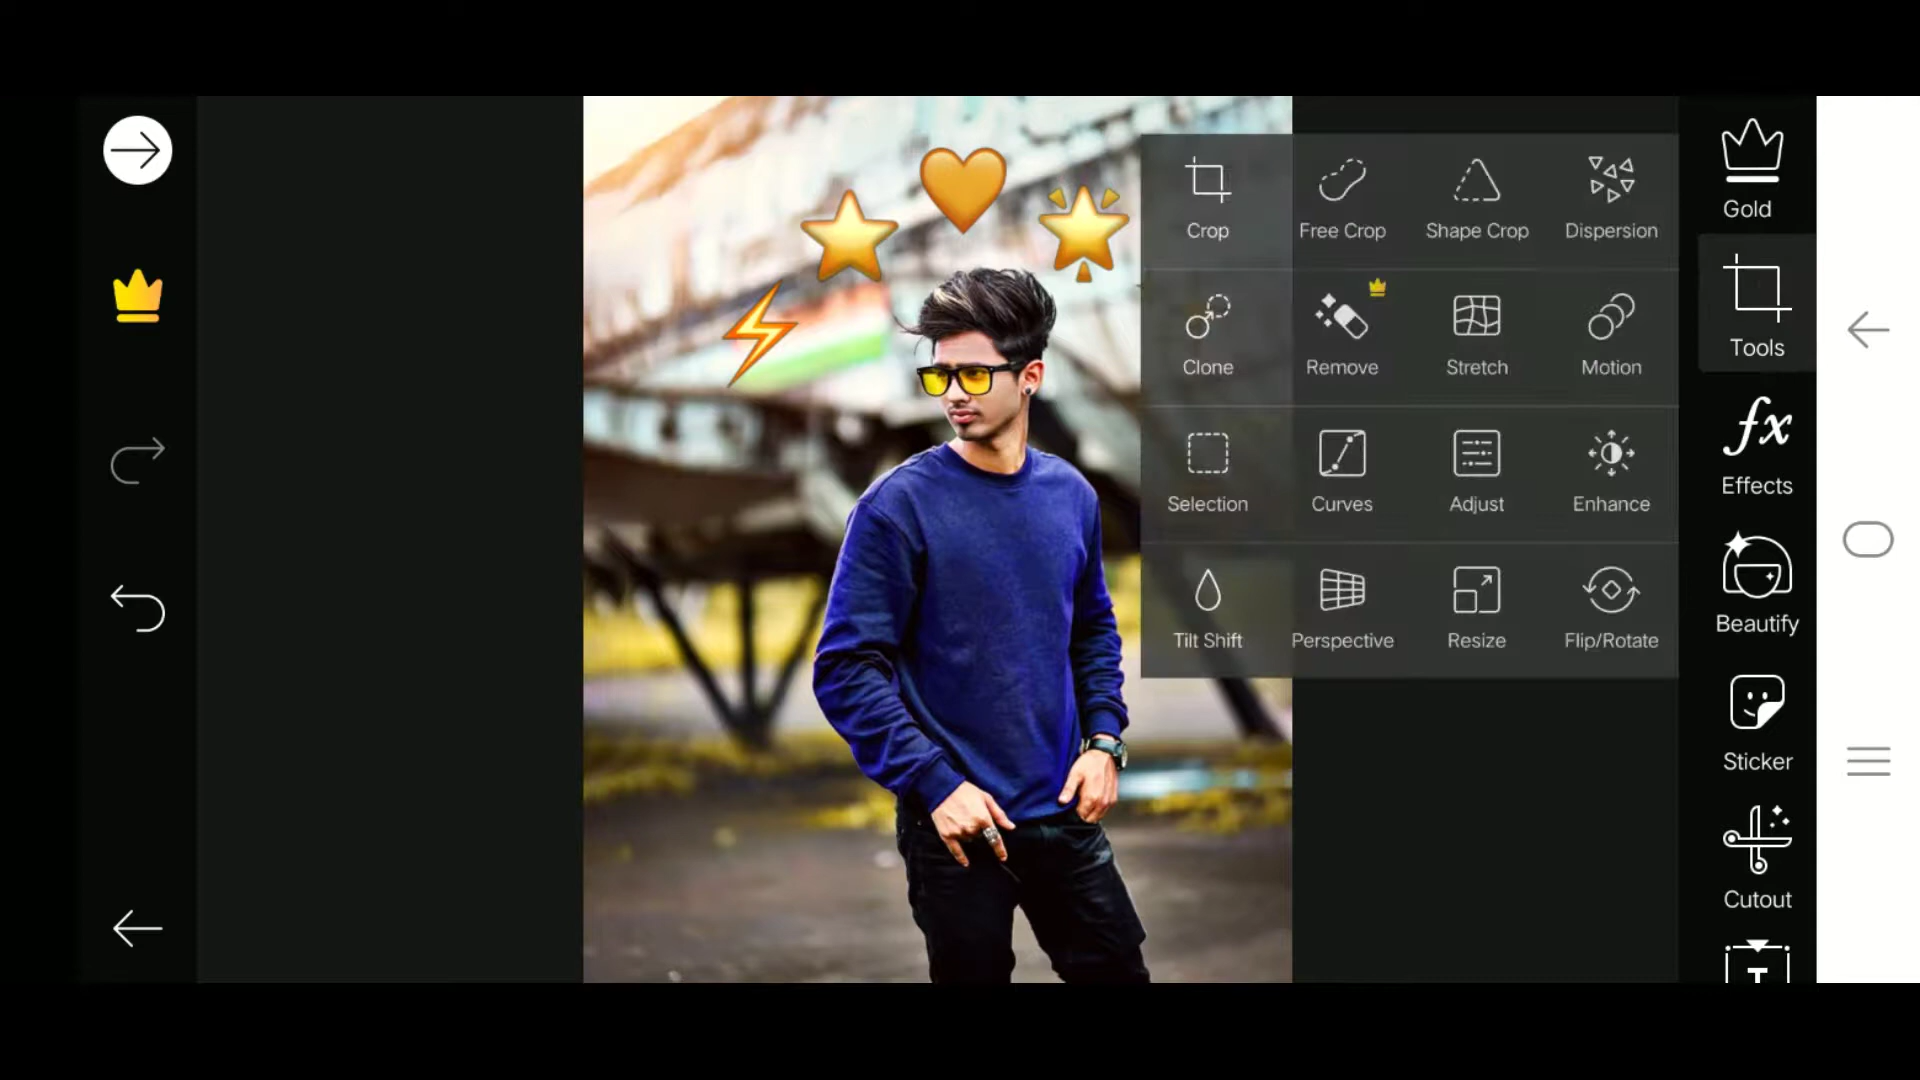 Crop
Free Crop
Shape Crop
Dispersion
Clone
Remove
Stretch
Motion
Selection
Curves
Adjust
Enhance
Tilt Shift
Perspective
Resize
Flip/Rotate
Gold
Tools
fx
Effects
Beautify
Sticker
Cutout
T